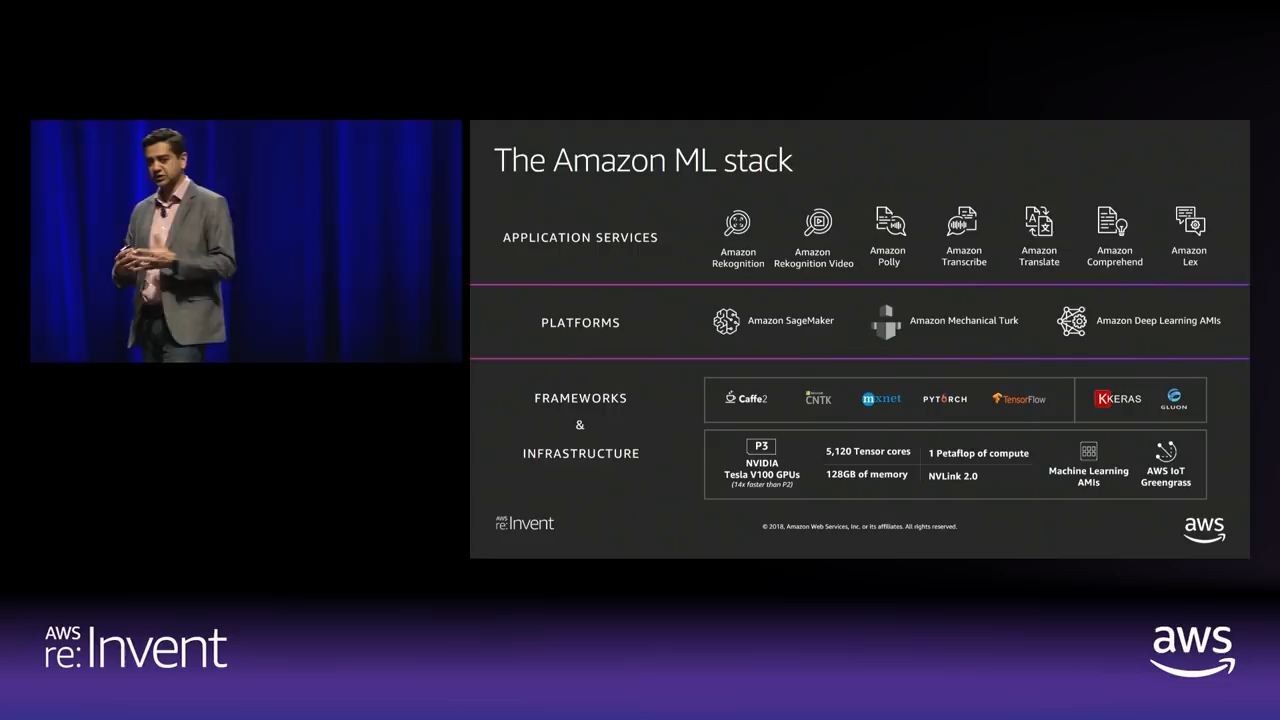 The Amazon ML stack
APPLICATION SERVICES
Amazon
Rekognition
Amazon
Rekognition Video
Amazon
Polly
Amazon
Transcribe
Amazon
Translate
Amazon
Comprehend
Amazon
Lex
PLATFORMS
Amazon SageMaker
Amazon Mechanical Turk
Amazon Deep Learning AMIs
FRAMEWORKS
&
INFRASTRUCTURE
Caffe2
CNTK
mxnet
PYTORCH
TensorFlow
K KERAS
GLUON
P3
NVIDIA
Tesla V100 GPUs
(14x faster than P2)
5,120 Tensor cores
128GB of memory
1 Petaflop of compute
NVLink 2.0
Machine Learning
AMIs
AWS IoT
Greengrass
AWS
re:Invent
© 2018, Amazon Web Services, Inc. or its affiliates. All rights reserved.
aws
AWS
re:Invent
aws